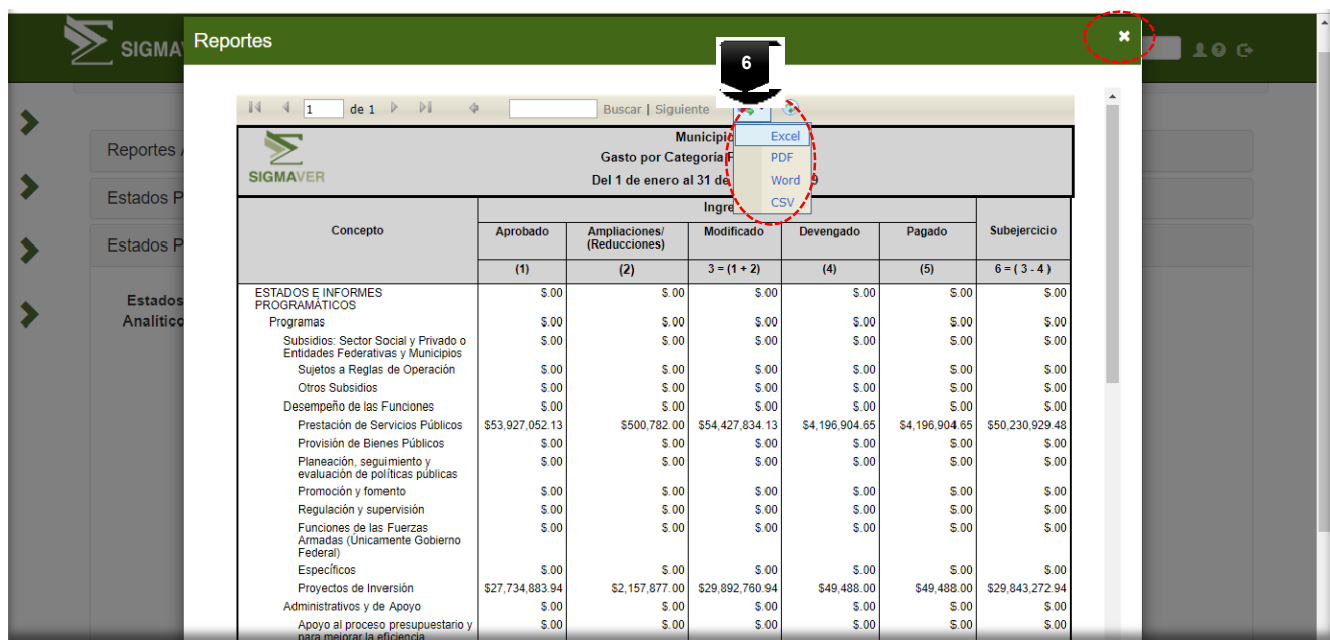 SIGMA
Reportes
6
1 de 1 Buscar | Siguiente
Excel
PDF
Word
CSV
SIGMAVER
Municipio
Gasto por Categoría
Del 1 de enero al 31 de 9
Reportes
Estados P
Estados P
Estados
Analítico
Concepto Ingre Subejercicio
Aprobado Ampliaciones/ (Reducciones) Modificado Devengado Pagado
(1) (2) 3 = (1 + 2) (4) (5) 6 = ( 3 - 4 )
ESTADOS E INFORMES $.00 $.00 $.00 $.00 $.00 $.00
PROGRAMÁTICOS
Programas $.00 $.00 $.00 $.00 $.00 $.00
Subsidios: Sector Social y Privado o $.00 $.00 $.00 $.00 $.00 $.00
Entidades Federativas y Municipios
Sujetos a Reglas de Operación $.00 $.00 $.00 $.00 $.00 $.00
Otros Subsidios $.00 $.00 $.00 $.00 $.00 $.00
Desempeño de las Funciones $.00 $.00 $.00 $.00 $.00 $.00
Prestación de Servicios Públicos $53,927,052.13 $500,782.00 $54,427,834.13 $4,196,904.65 $4,196,904.65 $50,230,929.48
Provisión de Bienes Públicos $.00 $.00 $.00 $.00 $.00 $.00
Planeación, seguimiento y $.00 $.00 $.00 $.00 $.00 $.00
evaluación de políticas públicas
Promoción y fomento $.00 $.00 $.00 $.00 $.00 $.00
Regulación y supervisión $.00 $.00 $.00 $.00 $.00 $.00
Funciones de las Fuerzas $.00 $.00 $.00 $.00 $.00 $.00
Armadas (Únicamente Gobierno
Federal)
Específicos $.00 $.00 $.00 $.00 $.00 $.00
Proyectos de Inversión $27,734,883.94 $2,157,877.00 $29,892,760.94 $49,488.00 $49,488.00 $29,843,272.94
Administrativos y de Apoyo $.00 $.00 $.00 $.00 $.00 $.00
Apoyo al proceso presupuestario y $.00 $.00 $.00 $.00 $.00 $.00
para mejorar la eficiencia